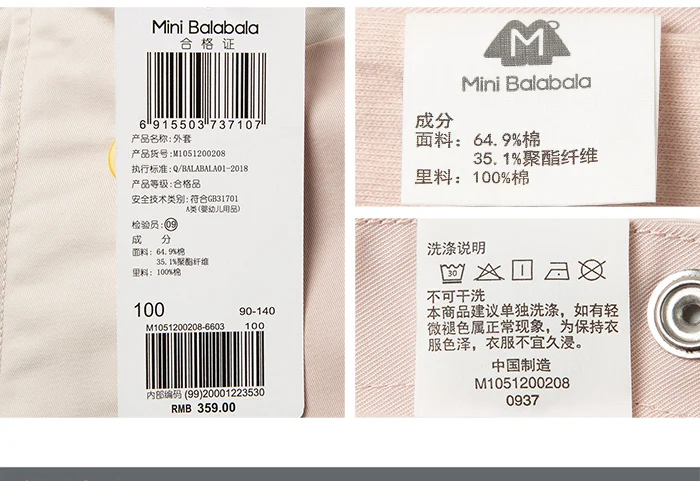 Mini Balabala
合格证
6 915503 737107
产品名称:外套
产品货号:M1051200208
执行标准:Q/BALABALA01-2018
产品等级:合格品
安全技术类别:符合GB31701
A类(婴幼儿用品)
检验员:09
成 分
面料:64.9%棉
35.1%聚酯纤维
里料:100%棉
100 90-140
M1051200208-6603 100
内部编码 (99)20001223530
RMB 359.00
M
Mini Balabala
成分
面料:64.9%棉
35.1%聚酯纤维
里料:100%棉
洗涤说明
30
不可干洗
本商品建议单独洗涤,如有轻
微褪色属正常现象,为保持衣
服色泽,衣服不宜久浸。
中国制造
M1051200208
0937